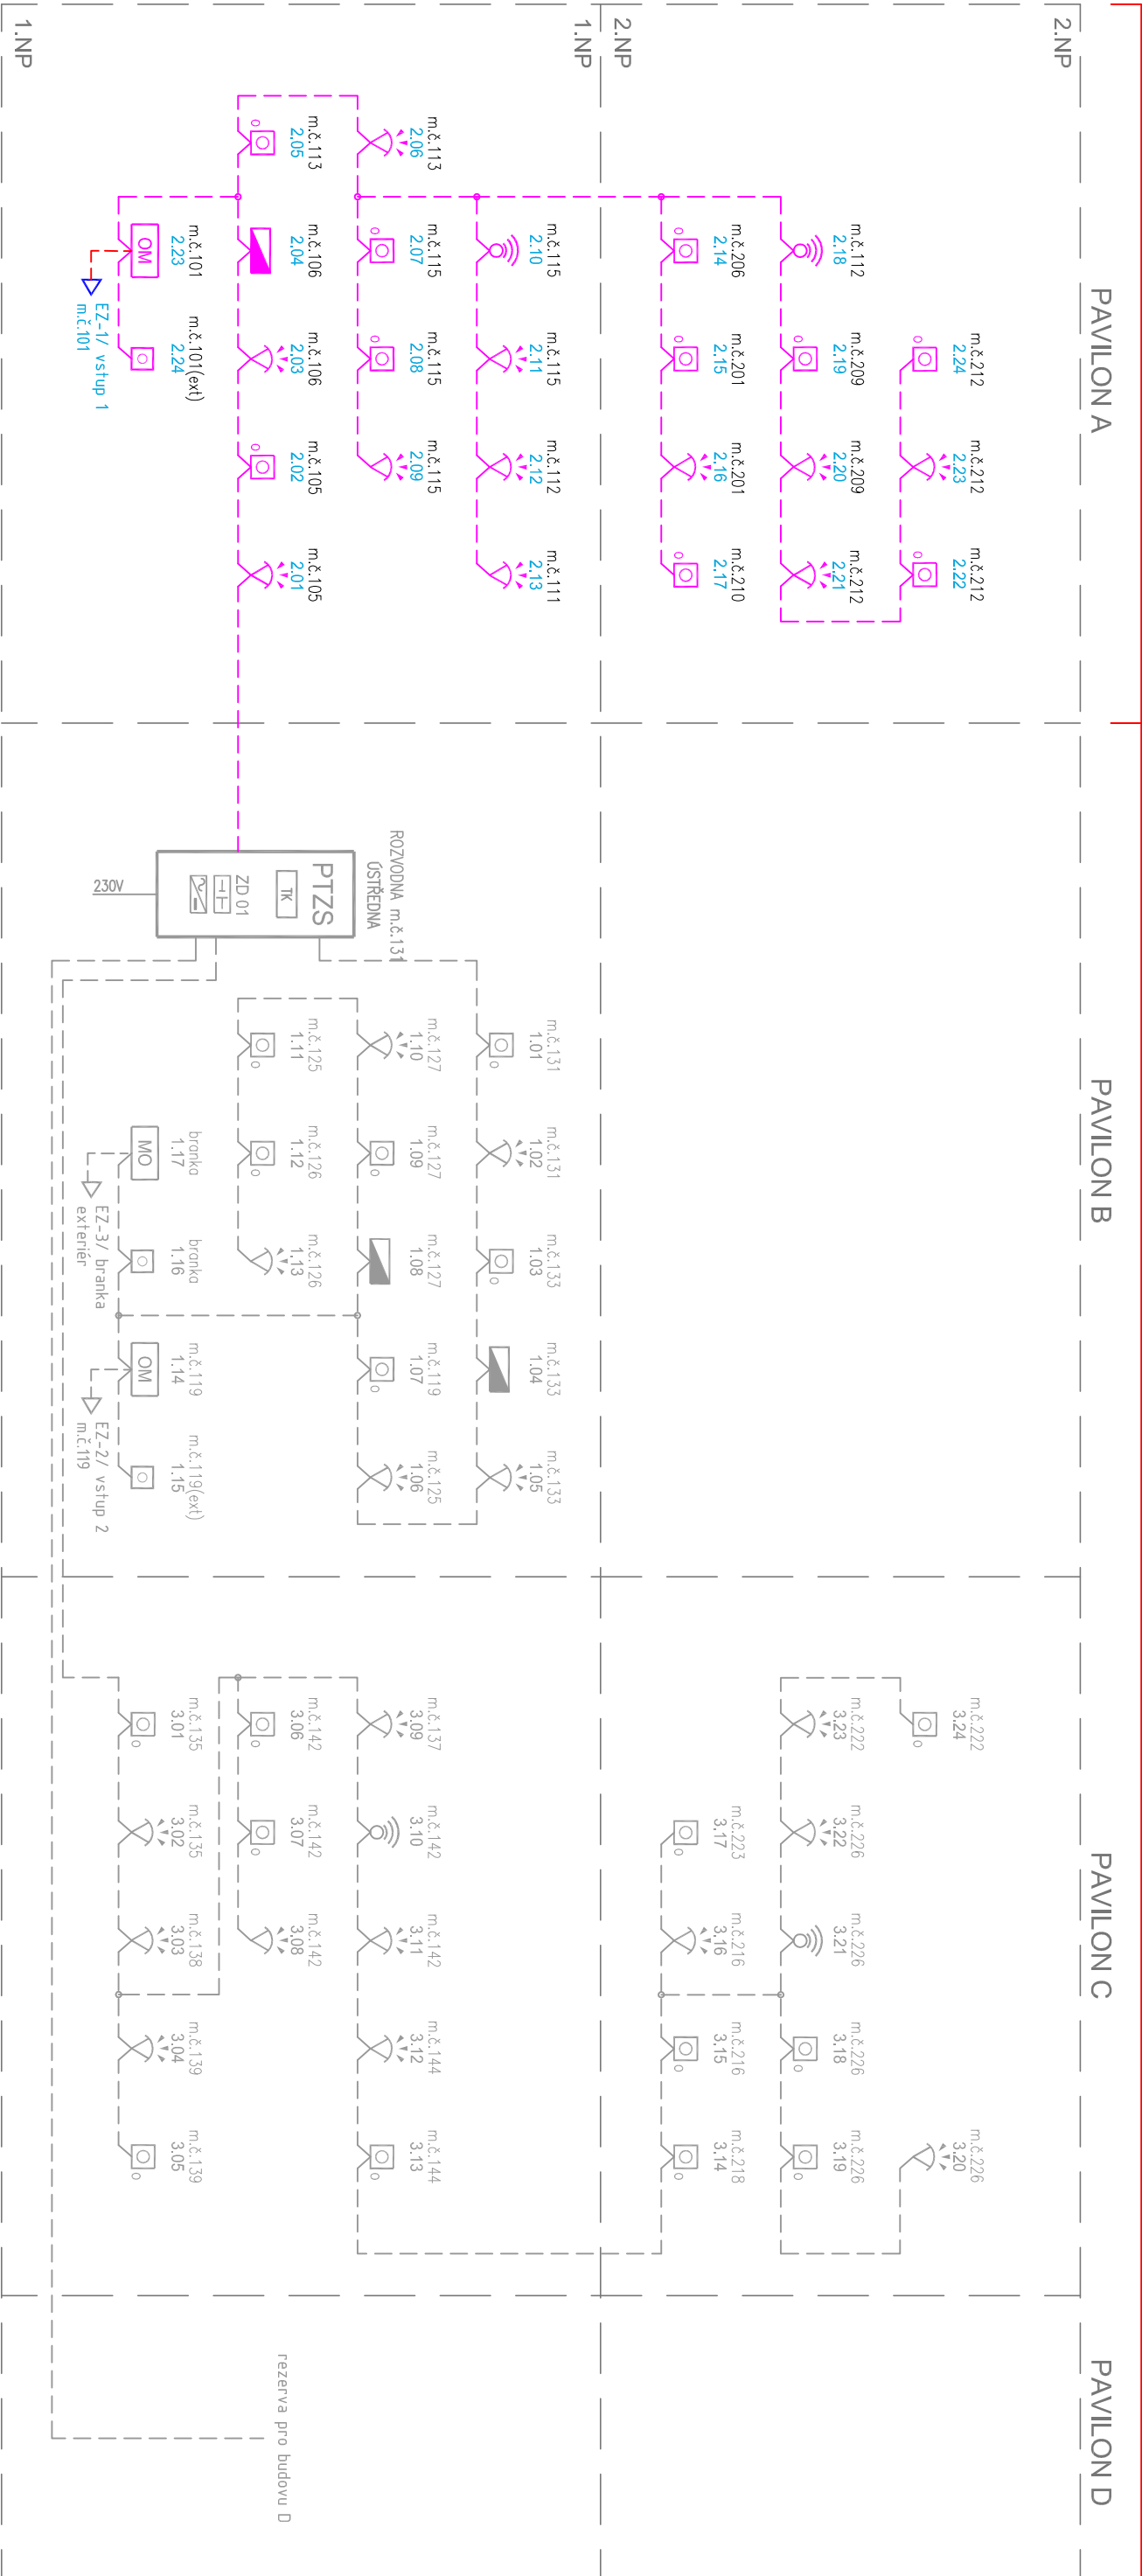 PAVILON A
PAVILON B
PAVILON C
PAVILON D
2.NP
2.NP
1.NP
1.NP
m.č.212
2.24
m.č.212
2.23
m.č.212
2.22
m.č.112
2.18
m.č.209
2.19
m.č.209
2.20
m.č.212
2.21
m.č.206
2.14
m.č.201
2.15
m.č.201
2.16
m.č.210
2.17
m.č.115
2.10
m.č.115
2.11
m.č.112
2.12
m.č.111
2.13
m.č.113
2.06
m.č.115
2.07
m.č.115
2.08
m.č.115
2.09
m.č.113
2.05
m.č.106
2.04
m.č.106
2.03
m.č.105
2.02
m.č.105
2.01
m.č.101
2.23
OM
m.č.101(ext)
2.24
EZ-1/ vstup 1
m.č.101
ROZVODNA m.č.131
ÚSTŘEDNA
PTZS
TK
ZD 01
230V
m.č.131
1.01
m.č.131
1.02
m.č.133
1.03
m.č.133
1.04
m.č.133
1.05
m.č.127
1.10
m.č.127
1.09
m.č.127
1.08
m.č.119
1.07
m.č.125
1.06
m.č.125
1.11
m.č.126
1.12
m.č.126
1.13
branka
1.17
MO
branka
1.16
m.č.119
1.14
OM
m.č.119(ext)
1.15
EZ-3/ branka
exteriér
EZ-2/ vstup 2
m.č.119
m.č.222
3.24
m.č.226
3.20
m.č.222
3.23
m.č.226
3.22
m.č.226
3.21
m.č.226
3.18
m.č.226
3.19
m.č.223
3.17
m.č.216
3.16
m.č.216
3.15
m.č.218
3.14
m.č.137
3.09
m.č.142
3.10
m.č.142
3.11
m.č.144
3.12
m.č.144
3.13
m.č.142
3.06
m.č.142
3.07
m.č.142
3.08
m.č.135
3.01
m.č.135
3.02
m.č.138
3.03
m.č.139
3.04
m.č.139
3.05
rezerva pro budovu D